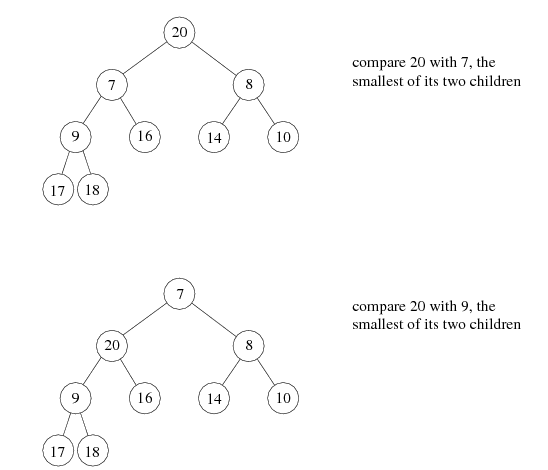 20
compare 20 with 7, the
smallest of its two children
7 8
9 16 14 10
17 18
7
compare 20 with 9, the
smallest of its two children
20 8
9 16 14 10
17 18